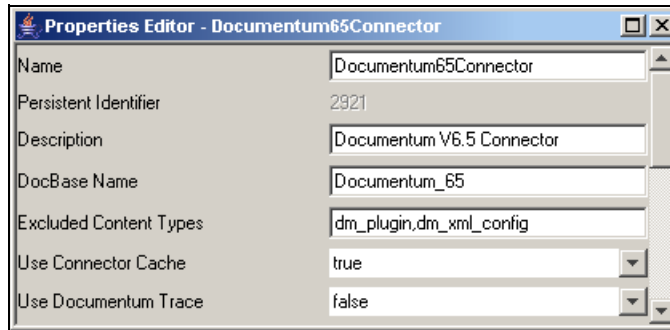 Properties Editor - Documentum65Connector
Name Documentum65Connector
Persistent Identifier 2921
Description Documentum V6.5 Connector
DocBase Name Documentum_65
Excluded Content Types dm_plugin,dm_xml_config
Use Connector Cache true
Use Documentum Trace false